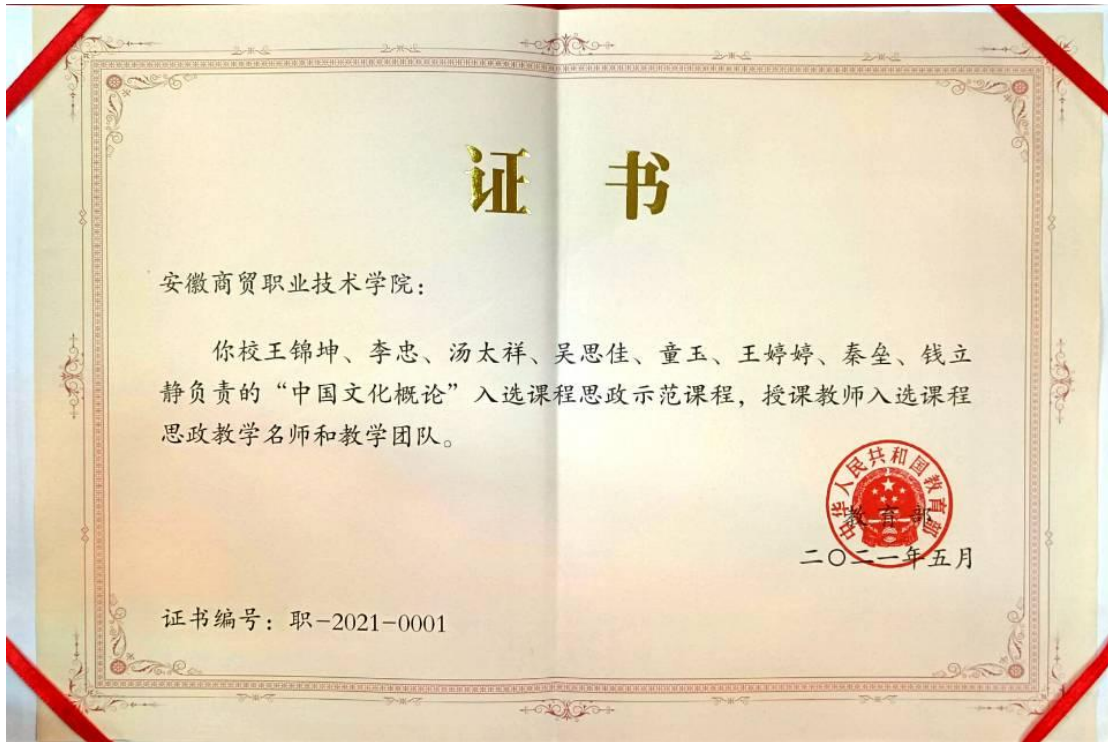 证 书
安徽商贸职业技术学院：
你校王锦坤、李忠、汤太祥、吴思佳、童玉、王婷婷、秦垒、钱立
静负责的“中国文化概论”入选课程思政示范课程，授课教师入选课程
思政教学名师和教学团队。
中华人民共和国教育部
教育部
二〇二一年五月
证书编号：职-2021-0001